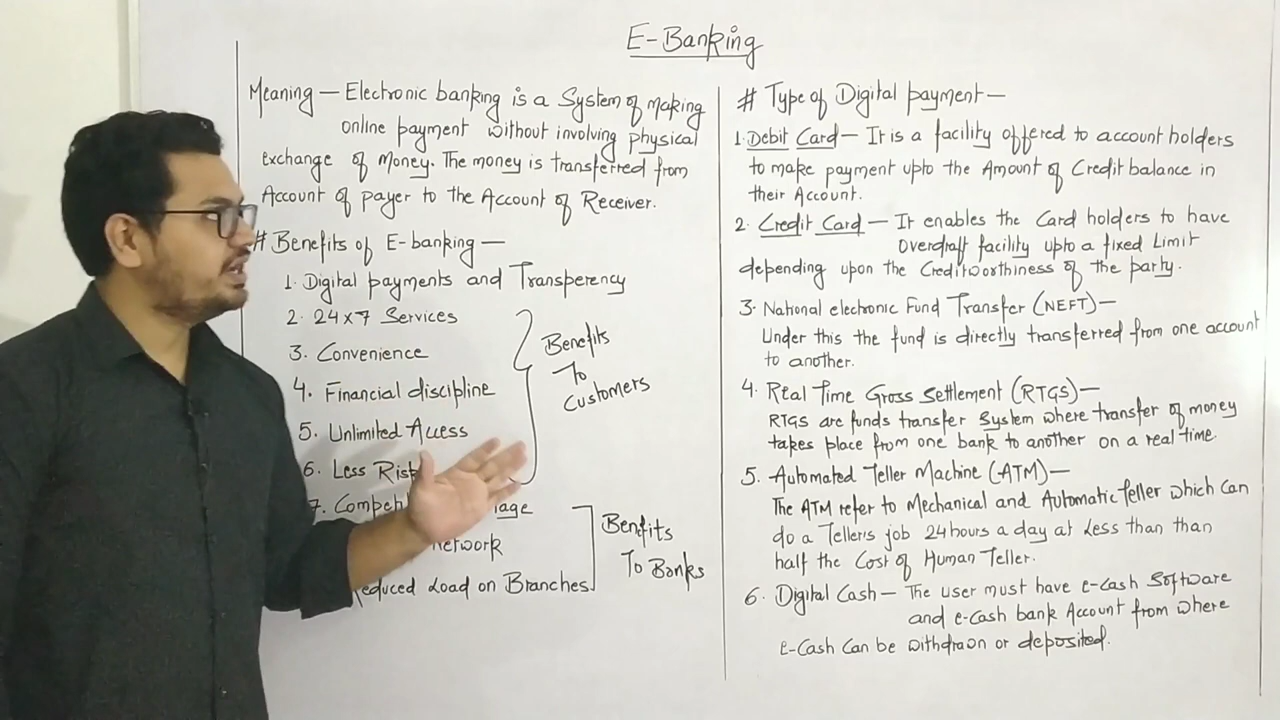 E-Banking
Meaning — Electronic banking is a System of making
online payment without involving physical
exchange of Money. The money is transferred from
Account of payer to the Account of Receiver.
# Benefits of E-banking —
1. Digital payments and Transperency
2. 24x7 Services
3. Convenience
4. Financial discipline
5. Unlimited Access
6. Less
7.
network
on Branches
Benefits
To
Customers
Benefits
To Banks
# Type of Digital payment —
1. Debit Card — It is a facility offered to account holders
to make payment upto the Amount of Credit balance in
their Account.
2. Credit Card — It enables the Card holders to have
Overdraft facility upto a fixed Limit
depending upon the Creditworthiness of the party.
3. National electronic Fund Transfer (NEFT) —
Under this the fund is directly transferred from one account
to another.
4. Real Time Gross Settlement (RTGS) —
RTGS are funds transfer System where transfer of money
takes place from one bank to another on a real time.
5. Automated Teller Machine (ATM) —
The ATM refer to Mechanical and Automatic Teller which Can
do a Teller's job 24 hours a day at Less than than
half the Cost of Human Teller.
6. Digital Cash — The user must have e-cash Software
and e-Cash bank Account from where
e-Cash Can be withdrawn or deposited.